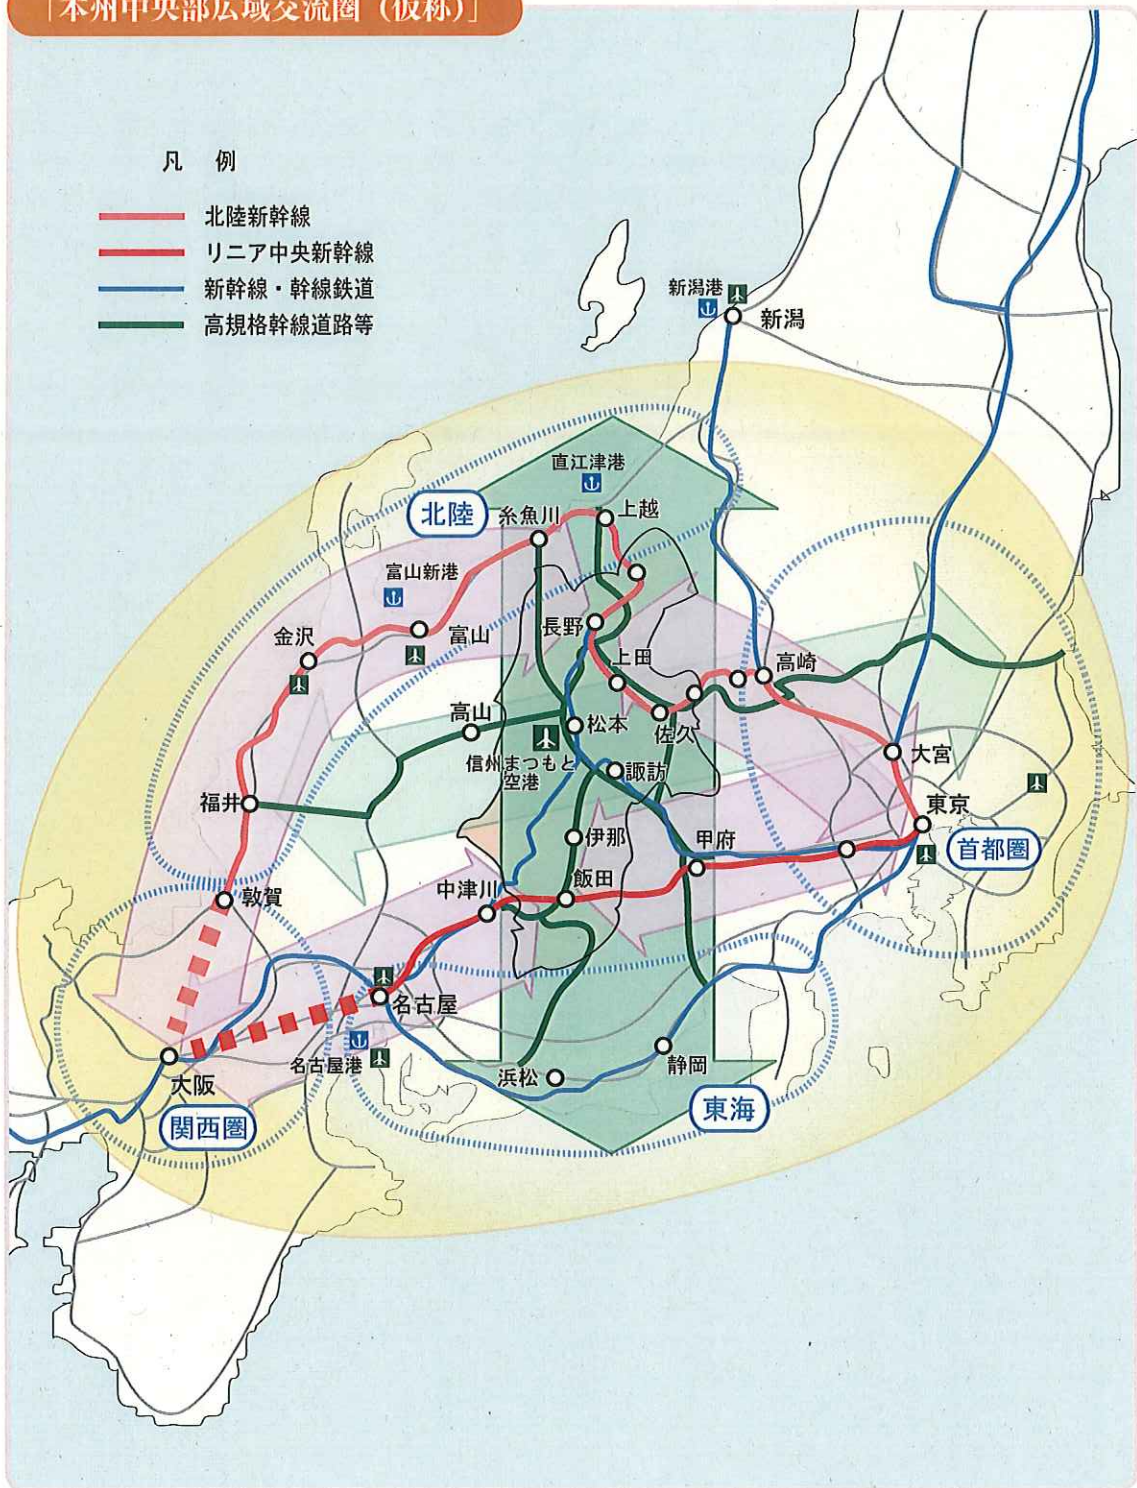 「本州中央部広域交流圏（仮称）」
凡 例
北陸新幹線
リニア中央新幹線
新幹線・幹線鉄道
高規格幹線道路等
新潟港
新潟
直江津港
北陸
糸魚川
上越
富山新港
金沢
富山
長野
上田
高崎
高山
松本
佐久
信州まつもと
空港
諏訪
大宮
福井
東京
伊那
甲府
首都圏
敦賀
中津川
飯田
名古屋
名古屋港
静岡
浜松
大阪
東海
関西圏